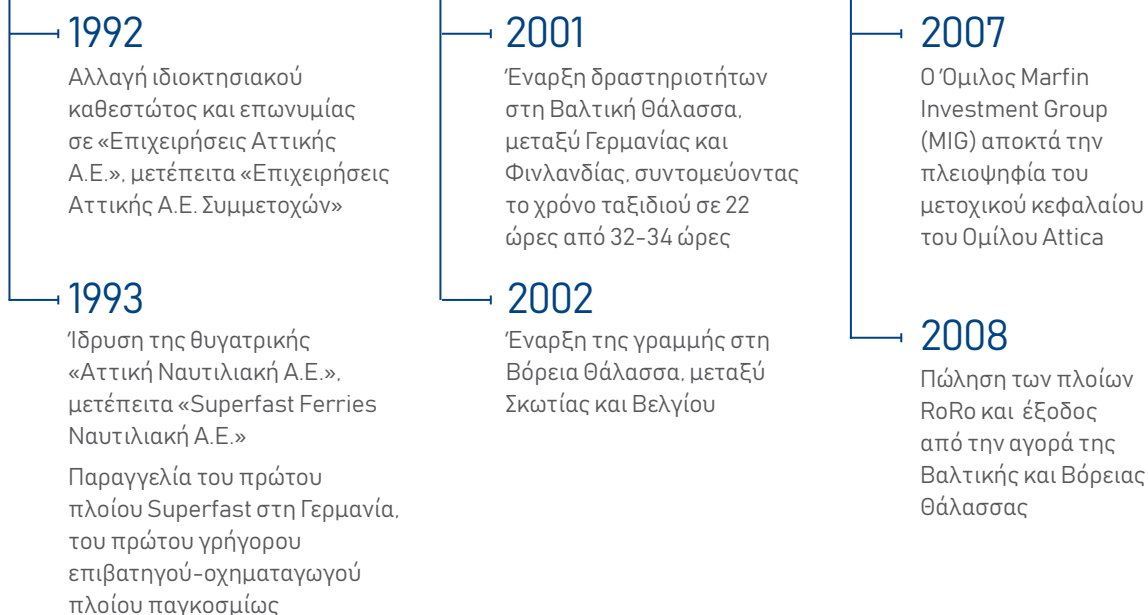 1992
Αλλαγή ιδιοκτησιακού
καθεστώτος και επωνυμίας
σε «Επιχειρήσεις Αττικής
Α.Ε.», μετέπειτα «Επιχειρήσεις
Αττικής Α.Ε. Συμμετοχών»
1993
Ίδρυση της θυγατρικής
«Αττική Ναυτιλιακή Α.Ε.»,
μετέπειτα «Superfast Ferries
Ναυτιλιακή Α.Ε.»
Παραγγελία του πρώτου
πλοίου Superfast στη Γερμανία,
του πρώτου γρήγορου
επιβατηγού-οχηματαγωγού
πλοίου παγκοσμίως
2001
Έναρξη δραστηριοτήτων
στη Βαλτική Θάλασσα,
μεταξύ Γερμανίας και
Φινλανδίας, συντομεύοντας
το χρόνο ταξιδιού σε 22
ώρες από 32-34 ώρες
2002
Έναρξη της γραμμής στη
Βόρεια Θάλασσα, μεταξύ
Σκωτίας και Βελγίου
2007
Ο Όμιλος Marfin
Investment Group
(MIG) αποκτά την
πλειοψηφία του
μετοχικού κεφαλαίου
του Ομίλου Attica
2008
Πώληση των πλοίων
RoRo και έξοδος
από την αγορά της
Βαλτικής και Βόρειας
Θάλασσας